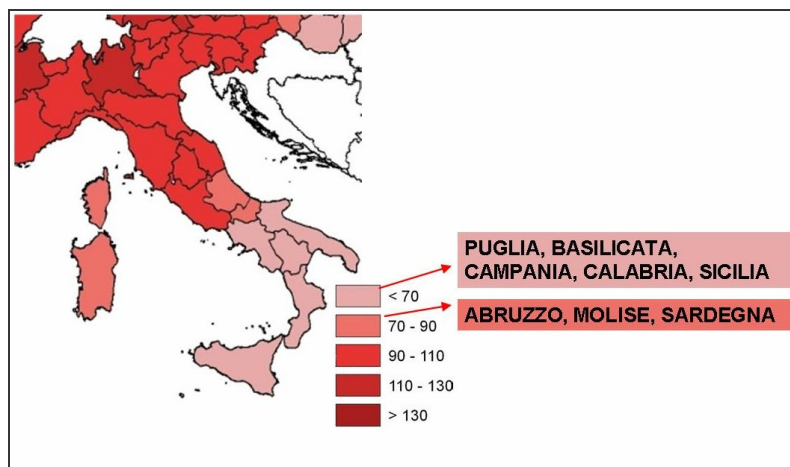 PUGLIA, BASILICATA,
CAMPANIA, CALABRIA, SICILIA
ABRUZZO, MOLISE, SARDEGNA
< 70
70 - 90
90 - 110
110 - 130
> 130